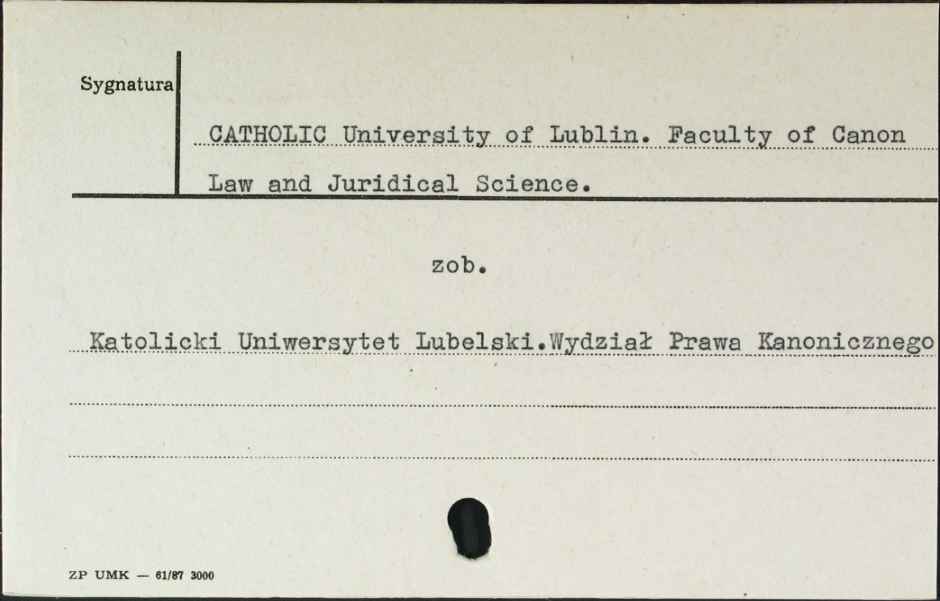 Sygnatura
CATHOLIC University of Lublin. Faculty of Canon
Law and Juridical Science.
zob.
Katolicki Uniwersytet Lubelski.Wydział Prawa Kanonicznego
ZP UMK — 61/87 3000